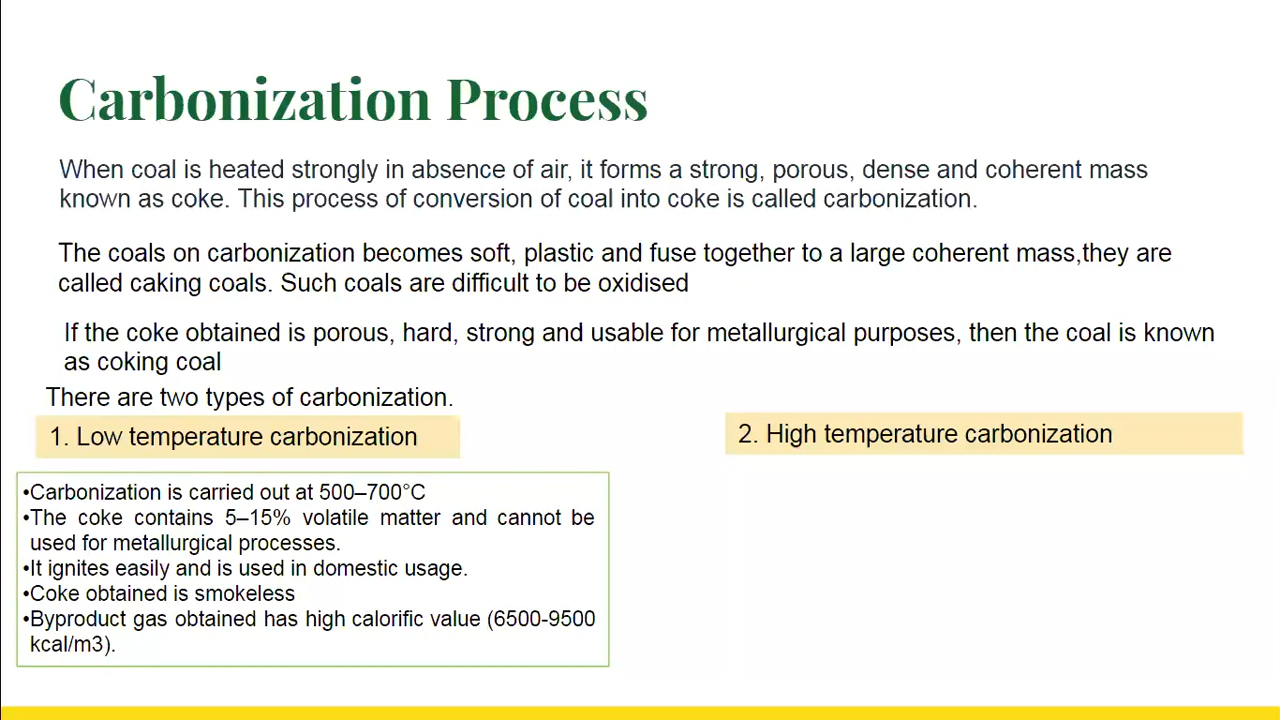 Carbonization Process
When coal is heated strongly in absence of air, it forms a strong, porous, dense and coherent mass
known as coke. This process of conversion of coal into coke is called carbonization.
The coals on carbonization becomes soft, plastic and fuse together to a large coherent mass,they are
called caking coals. Such coals are difficult to be oxidised
If the coke obtained is porous, hard, strong and usable for metallurgical purposes, then the coal is known
as coking coal
There are two types of carbonization.
1. Low temperature carbonization
•Carbonization is carried out at 500–700°C
•The coke contains 5–15% volatile matter and cannot be
used for metallurgical processes.
•It ignites easily and is used in domestic usage.
•Coke obtained is smokeless
•Byproduct gas obtained has high calorific value (6500-9500
kcal/m3).
2. High temperature carbonization